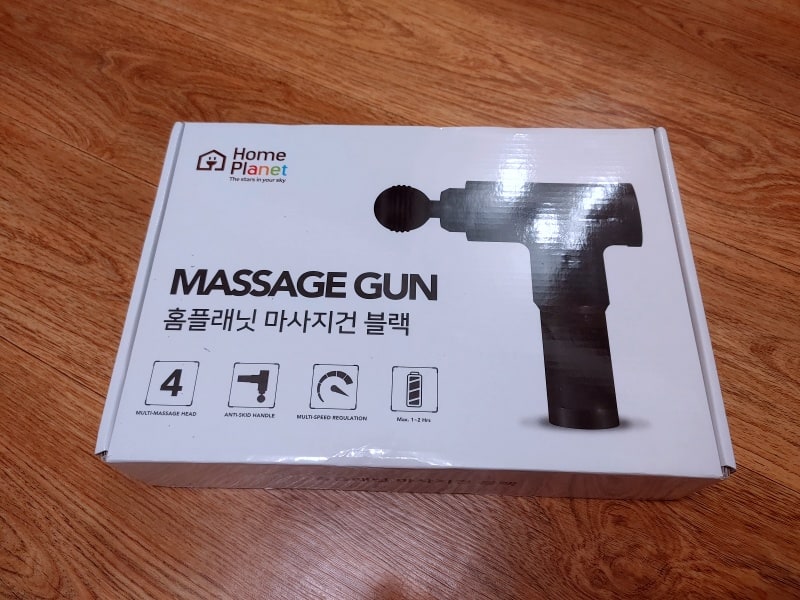 Home
Planet
The stars in your sky
MASSAGE GUN
홈플래닛 마사지건 블랙
4
MULTI-MASSAGE HEAD
ANTI-SKID HANDLE
MULTI-SPEED REGULATION
Max. 1~2 Hrs